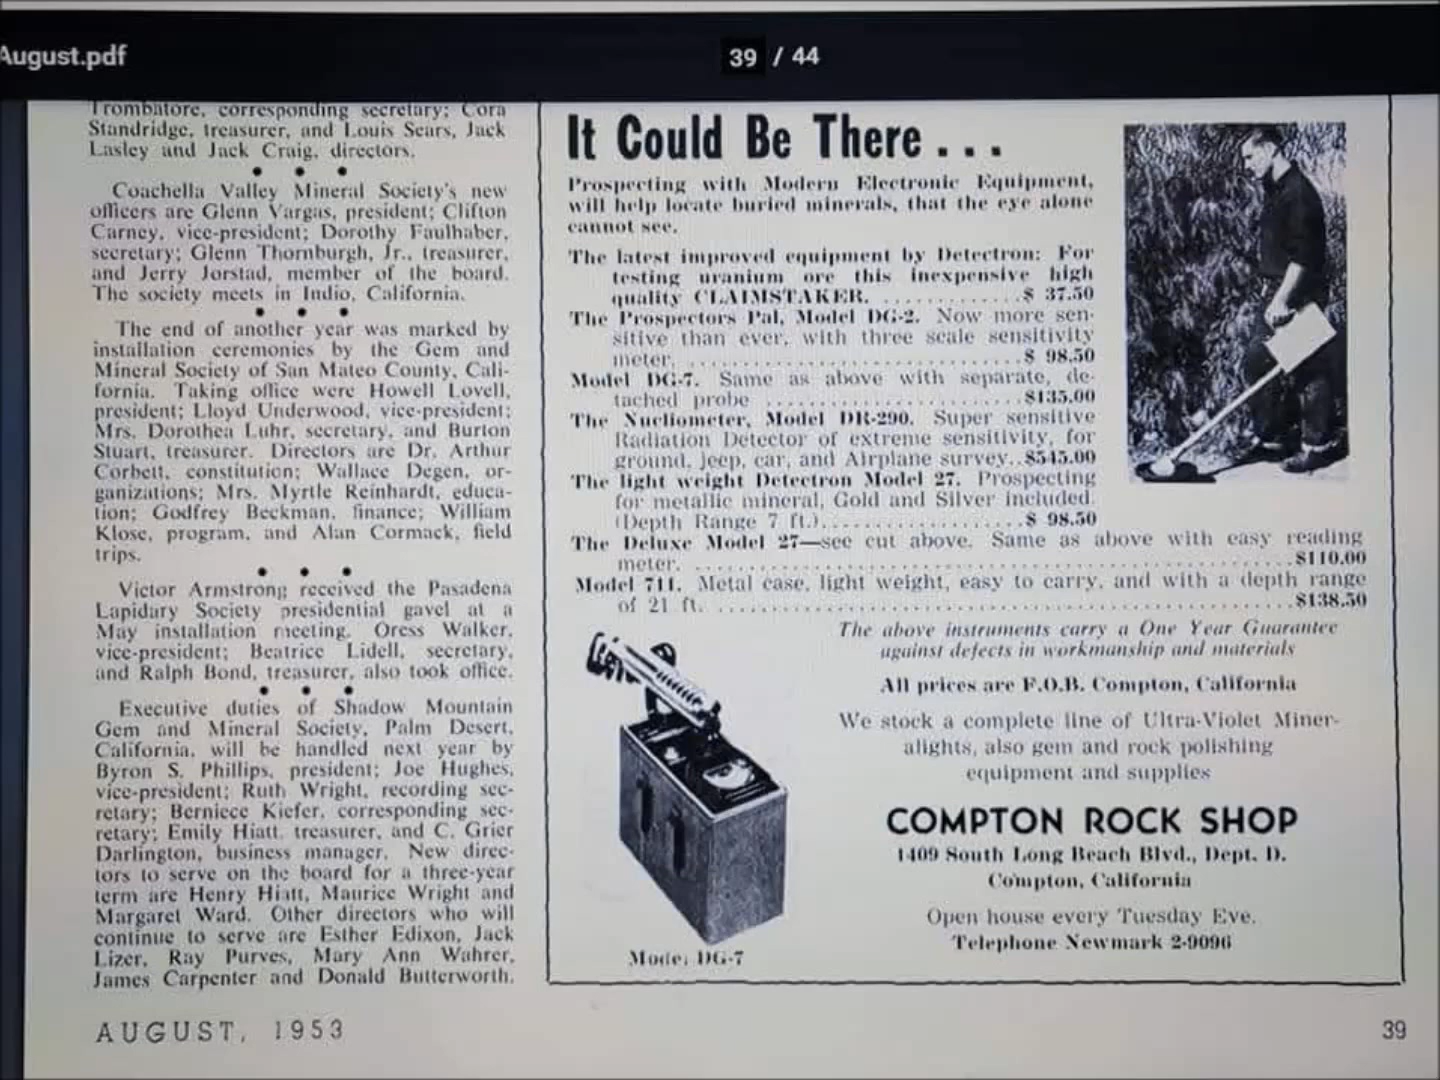 August.pdf
39 / 44
Trombatore, corresponding secretary; Cora
Standridge, treasurer, and Louis Sears, Jack
Lasley and Jack Craig, directors.
• • •
Coachella Valley Mineral Society's new
officers are Glenn Vargas, president; Clifton
Carney, vice-president; Dorothy Faulhaber,
secretary; Glenn Thornburgh, Jr., treasurer,
and Jerry Jorstad, member of the board.
The society meets in Indio, California.
• • •
The end of another year was marked by
installation ceremonies by the Gem and
Mineral Society of San Mateo County, Cali-
fornia. Taking office were Howell Lovell,
president; Lloyd Underwood, vice-president;
Mrs. Dorothea Luhr, secretary, and Burton
Stuart, treasurer. Directors are Dr. Arthur
Corbett, constitution; Wallace Degen, or-
ganizations; Mrs. Myrtle Reinhardt, educa-
tion; Godfrey Beckman, finance; William
Klose, program, and Alan Cormack, field
trips.
• • •
Victor Armstrong received the Pasadena
Lapidary Society presidential gavel at a
May installation meeting. Oress Walker,
vice-president; Beatrice Lidell, secretary,
and Ralph Bond, treasurer, also took office.
• • •
Executive duties of Shadow Mountain
Gem and Mineral Society, Palm Desert,
California, will be handled next year by
Byron S. Phillips, president; Joe Hughes,
vice-president; Ruth Wright, recording sec-
retary; Berniece Kiefer, corresponding sec-
retary; Emily Hiatt, treasurer, and C. Grier
Darlington, business manager. New direc-
tors to serve on the board for a three-year
term are Henry Hiatt, Maurice Wright and
Margaret Ward. Other directors who will
continue to serve are Esther Edixon, Jack
Lizer, Ray Purves, Mary Ann Wahrer,
James Carpenter and Donald Butterworth.
It Could Be There . . .
Prospecting with Modern Electronic Equipment,
will help locate buried minerals, that the eye alone
cannot see.
The latest improved equipment by Detectron: For
testing uranium ore this inexpensive high
quality CLAIMSTAKER. ............$ 37.50
The Prospectors Pal, Model DG-2. Now more sen-
sitive than ever, with three scale sensitivity
meter. ..............................$ 98.50
Model DG-7. Same as above with separate, de-
tached probe ......................$135.00
The Nucliometer, Model DR-290. Super sensitive
Radiation Detector of extreme sensitivity, for
ground, Jeep, car, and Airplane survey..$545.00
The light weight Detectron Model 27. Prospecting
for metallic mineral, Gold and Silver included.
(Depth Range 7 ft.)..................$ 98.50
The Deluxe Model 27—see cut above. Same as above with easy reading
meter. ........................................................$110.00
Model 711. Metal case, light weight, easy to carry, and with a depth range
of 21 ft. ......................................................$138.50
The above instruments carry a One Year Guarantee
against defects in workmanship and materials
All prices are F.O.B. Compton, California
We stock a complete line of Ultra-Violet Miner-
alights, also gem and rock polishing
equipment and supplies
COMPTON ROCK SHOP
1409 South Long Beach Blvd., Dept. D.
Compton, California
Open house every Tuesday Eve.
Telephone Newmark 2-9096
Model DG-7
AUGUST, 1953
39